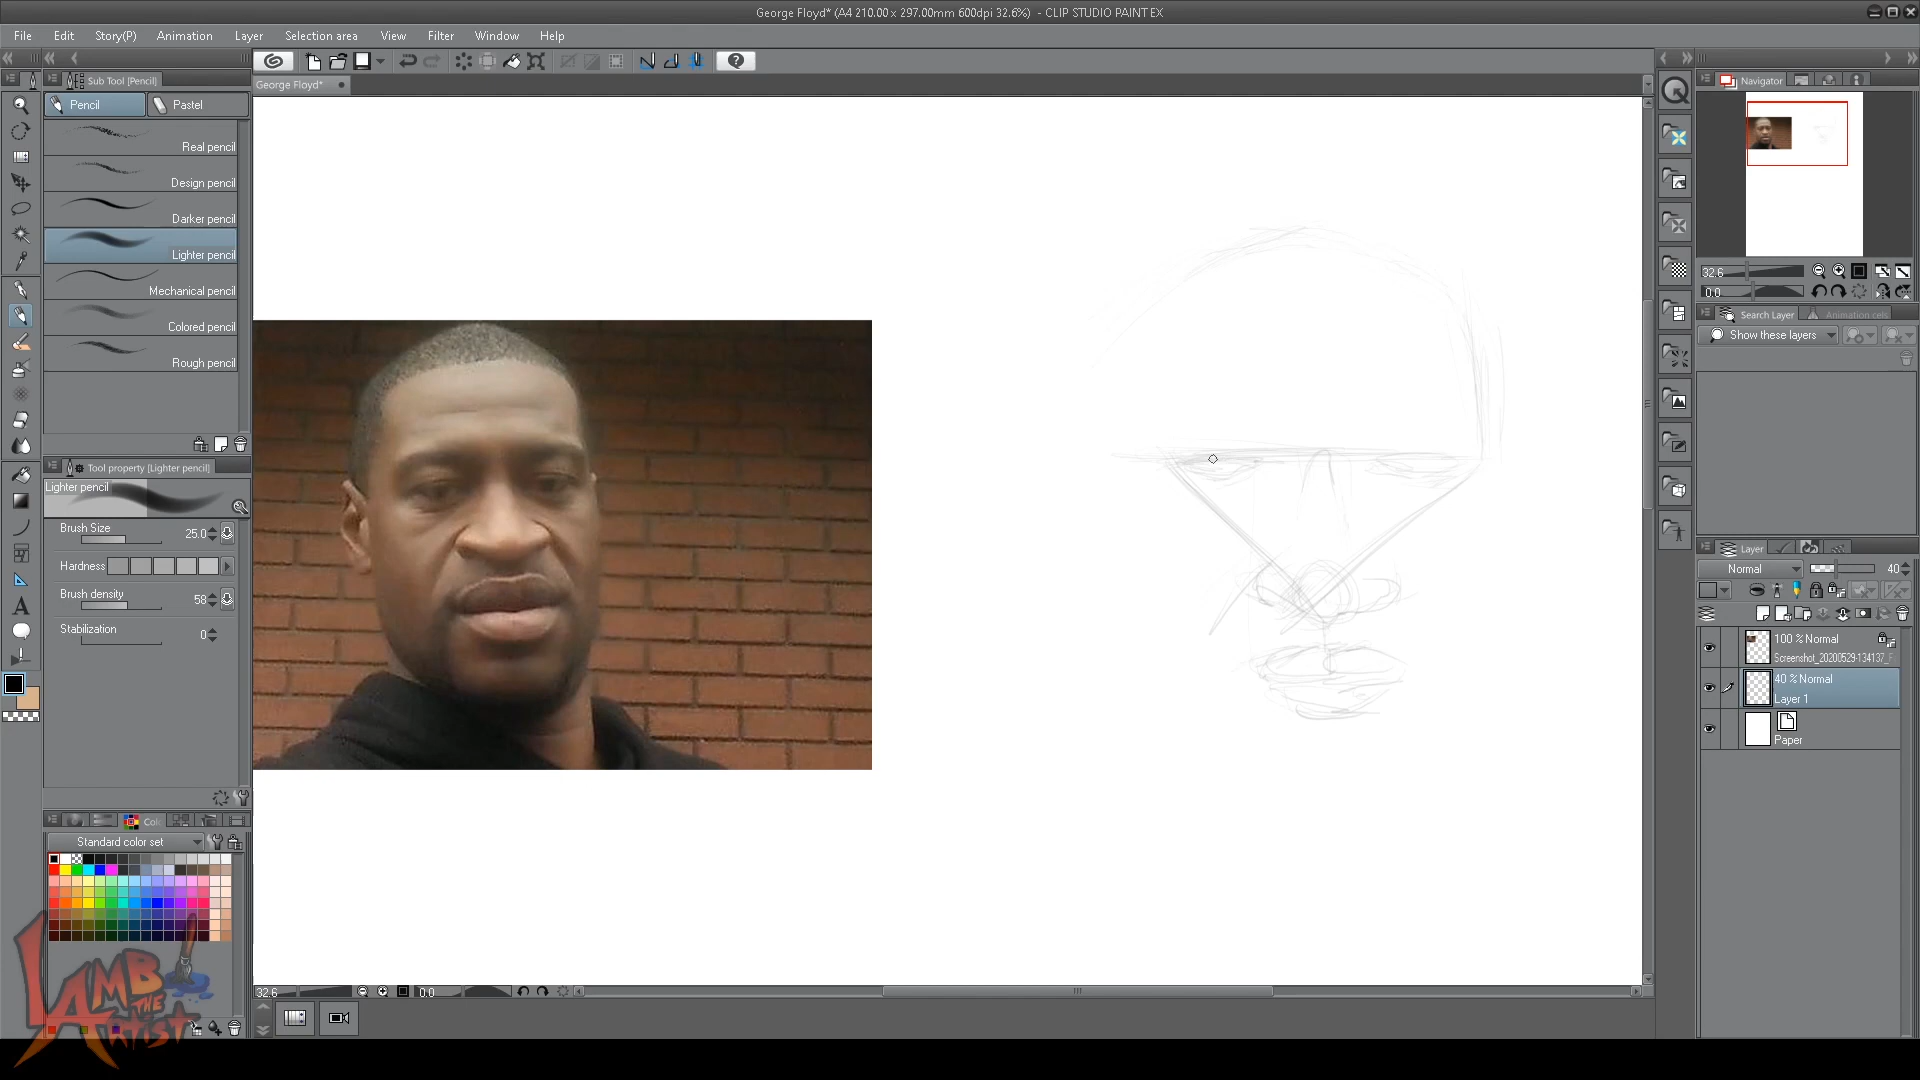 George Floyd* (A4 210.00 x 297.00mm 600dpi 32.6%) - CLIP STUDIO PAINT EX
File Edit Story(P) Animation Layer Selection area View Filter Window Help
Sub Tool [Pencil]
George Floyd*
Navigator
Pencil
Pastel
Real pencil
Design pencil
Darker pencil
Lighter pencil
Mechanical pencil
Colored pencil
Rough pencil
Tool property [Lighter pencil]
Lighter pencil
Brush Size 25.0
Hardness
Brush density 58
Stabilization 0
Standard color set
LAMB
THE
ARTIST
32.6
0.0
32.6
0.0
Search Layer
Animation cels
Show these layers
Layer
Normal 40
100 % Normal
Screenshot_20200529-134137_F
40 % Normal
Layer 1
Paper